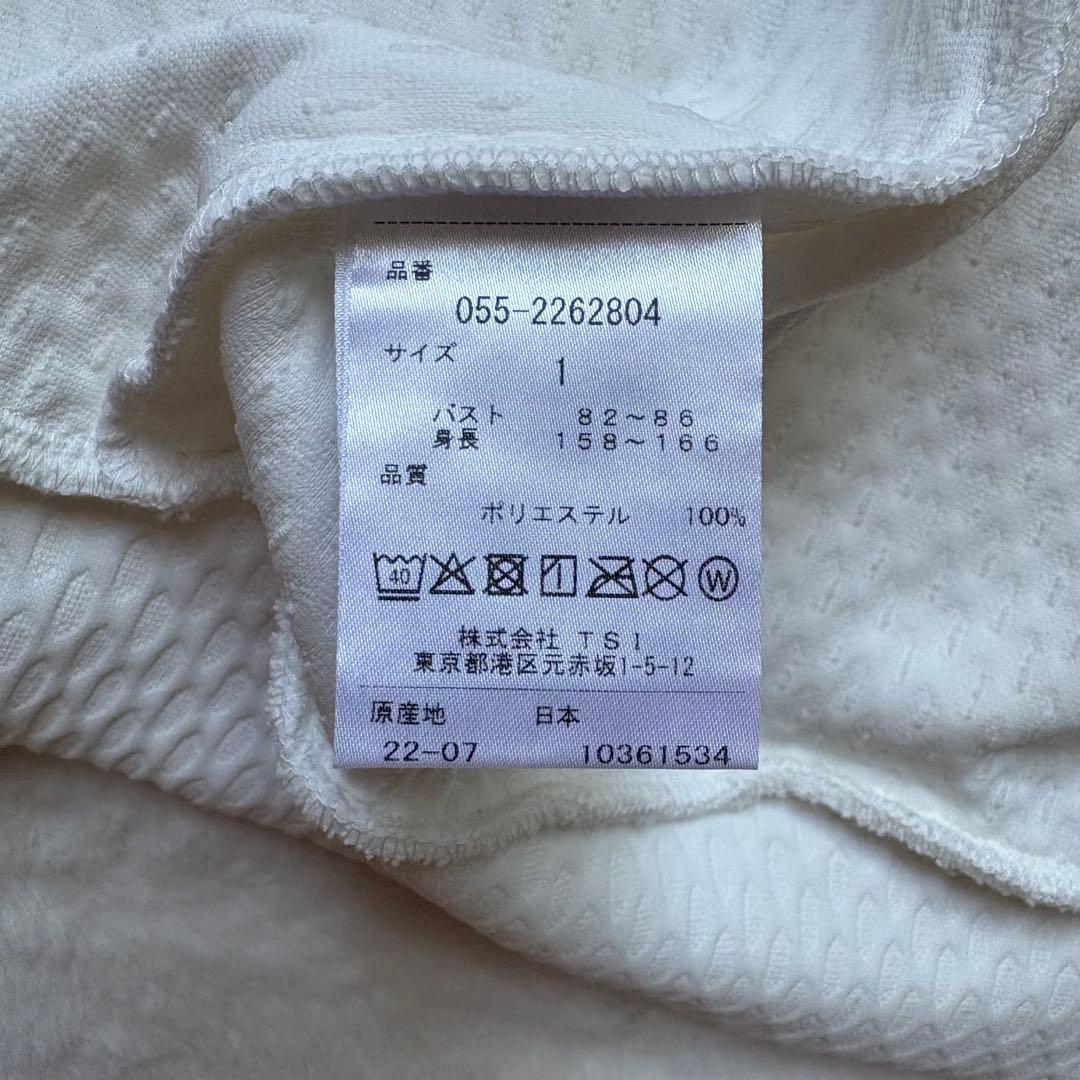 品番
055-2262804
サイズ
1
バスト 82～86
身長 158～166
品質
ポリエステル 100%
40 1 W
株式会社 TSI
東京都港区元赤坂1-5-12
原産地 日本
22-07 10361534